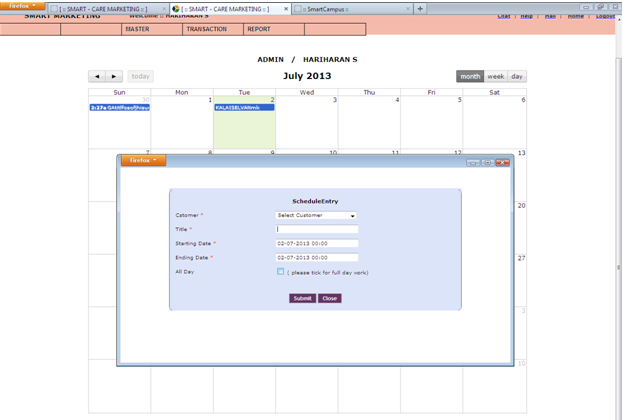 Firefox
[ :: SMART - CARE MARKETING :: ] × [ :: SMART - CARE MARKETING :: ] × :: SmartCampus :: × +
SMART MARKETING Welcome :: HARIHARAN S Chat | Help | Mail | Home | Logout
MASTER TRANSACTION REPORT
ADMIN / HARIHARAN S
today July 2013 month week day
Sun Mon Tue Wed Thu Fri Sat
30 1 2 3 4 5 6
2:27a
7 8 9 10 11 12 13
Firefox
20
ScheduleEntry
Cstomer * Select Customer
Title *
Starting Date * 02-07-2013 00:00
Ending Date * 02-07-2013 00:00
27
All Day ( please tick for full day work)
Submit Close
3
10